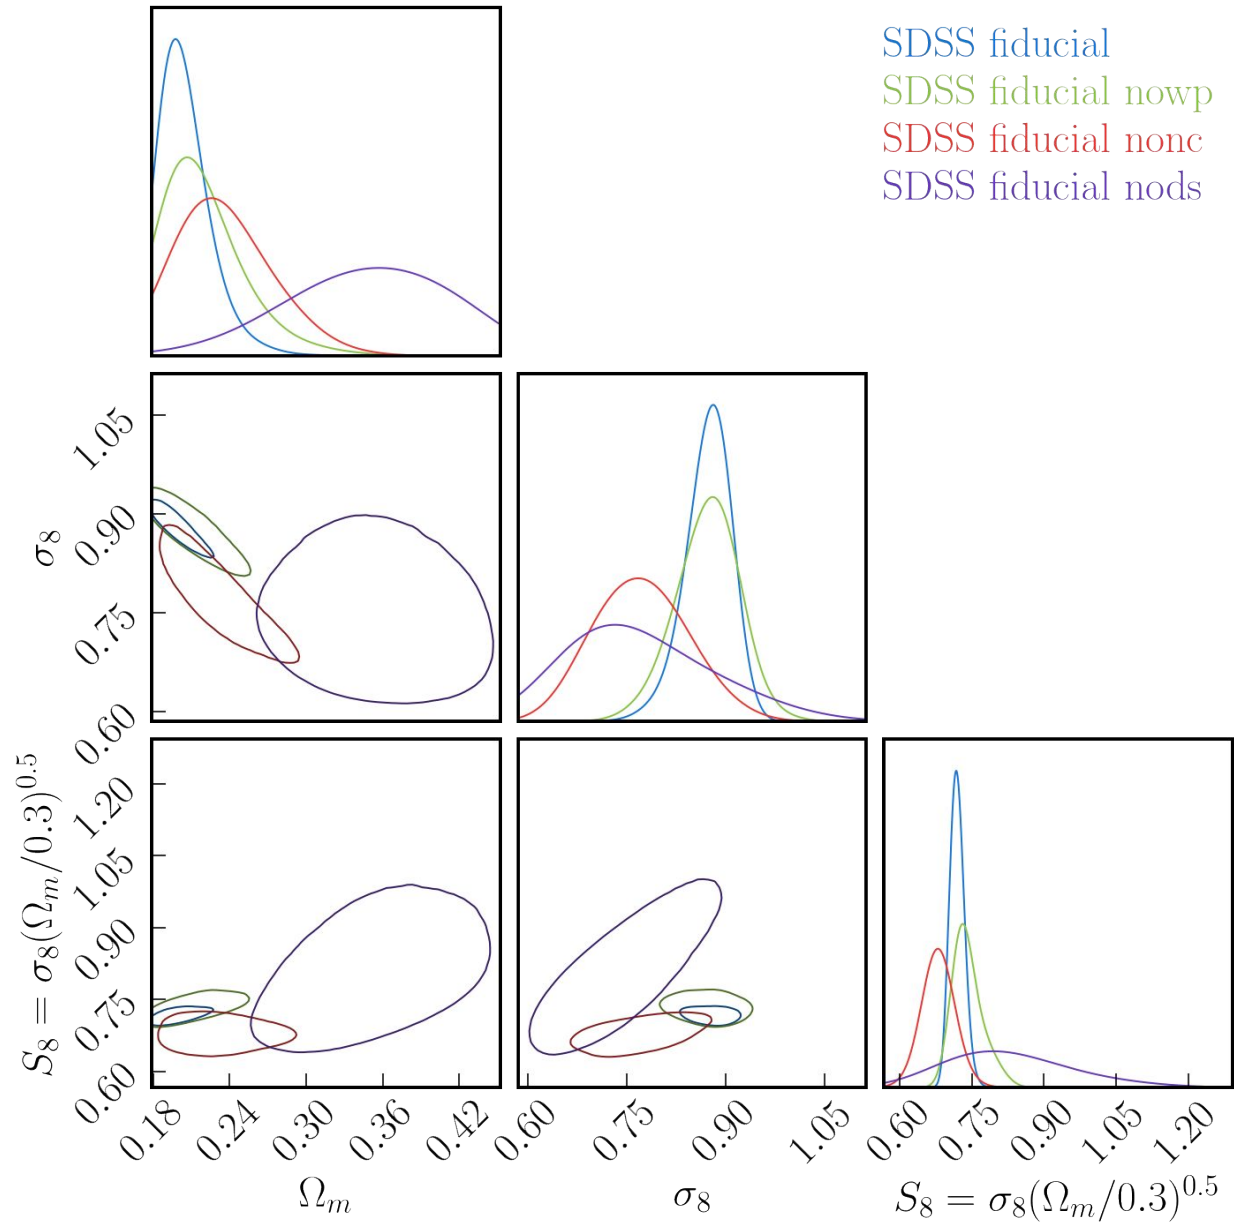 SDSS fiducial
SDSS fiducial nowp
SDSS fiducial nonc
SDSS fiducial nods
1.05
0.90
0.75
0.60
σ₈
1.20
1.05
0.90
0.75
0.60
S₈ = σ₈(Ωₘ/0.3)⁰·⁵
0.18 0.24 0.30 0.36 0.42
0.60 0.75 0.90 1.05
0.60 0.75 0.90 1.05 1.20
Ωₘ
σ₈
S₈ = σ₈(Ωₘ/0.3)⁰·⁵